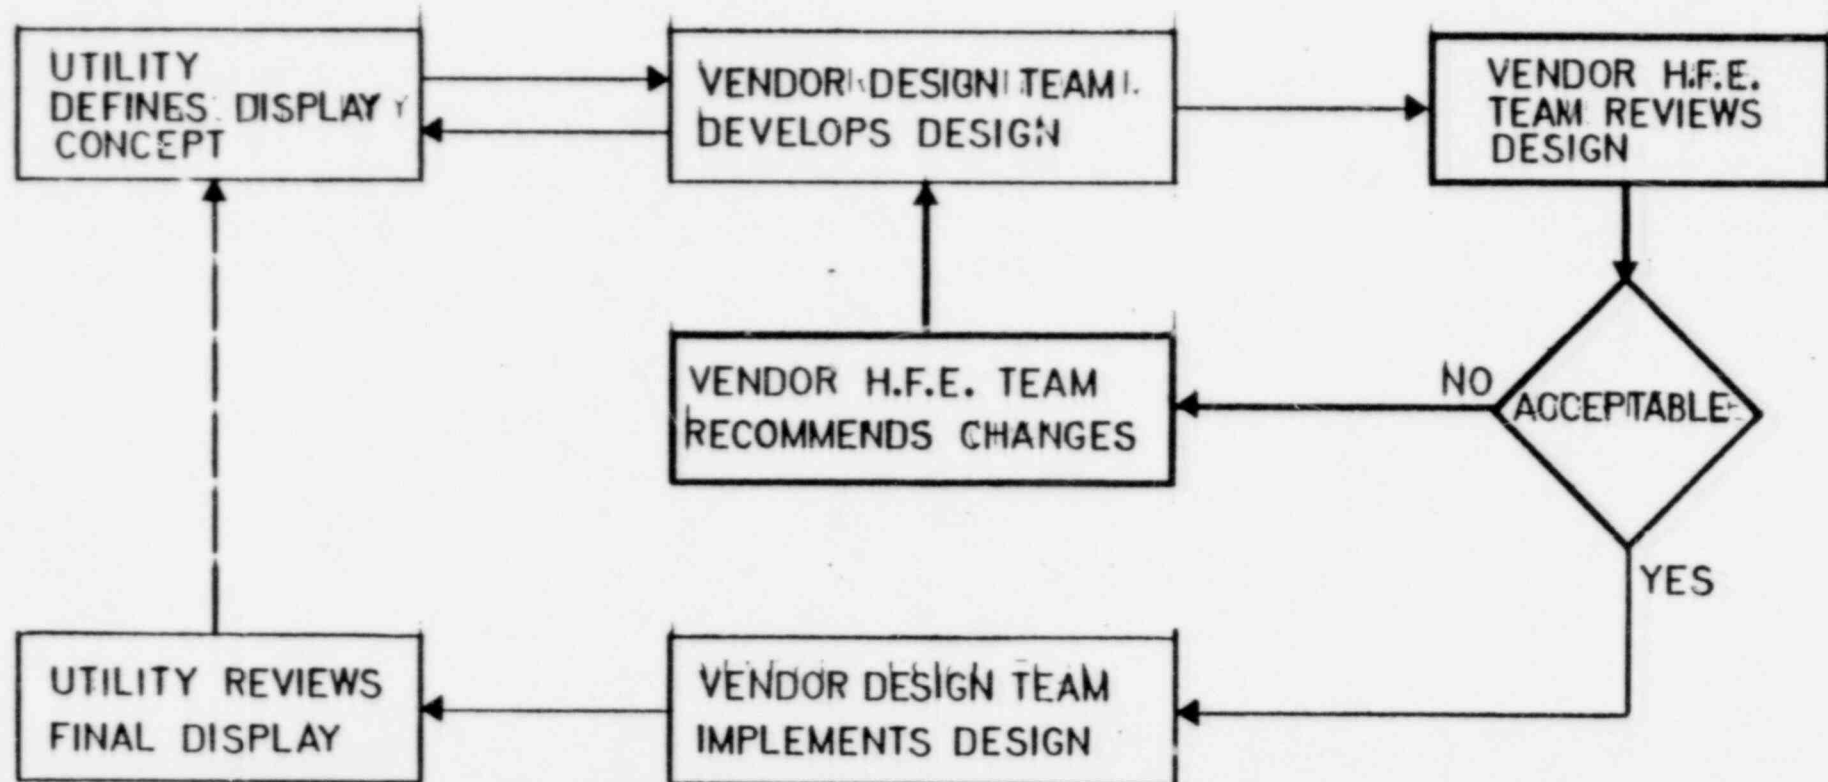 UTILITY
DEFINES DISPLAY
CONCEPT
VENDOR DESIGN TEAM
DEVELOPS DESIGN
VENDOR H.F.E.
TEAM REVIEWS
DESIGN
VENDOR H.F.E. TEAM
RECOMMENDS CHANGES
NO
ACCEPTABLE
YES
UTILITY REVIEWS
FINAL DISPLAY
VENDOR DESIGN TEAM
IMPLEMENTS DESIGN